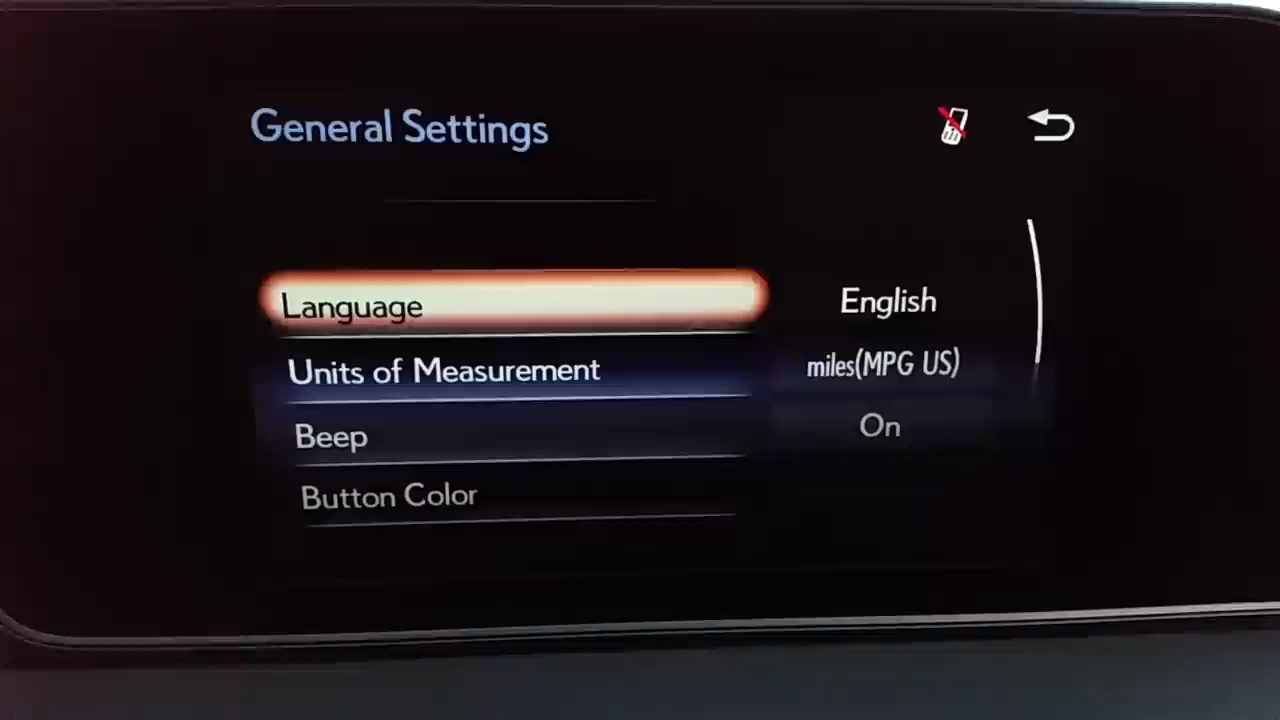 General Settings
Language English
Units of Measurement miles(MPG US)
Beep On
Button Color